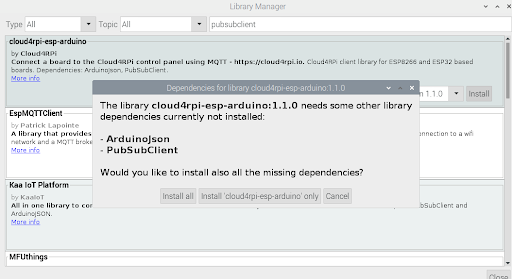 Library Manager
Type All Topic All pubsubclient
cloud4rpi-esp-arduino
by Cloud4RPi
Connect a board to the Cloud4RPi control panel using MQTT - https://cloud4rpi.io. Cloud4RPi client library for ESP8266 and ESP32 based
boards. Dependencies: ArduinoJson, PubSubClient.
More info
1.1.0 Install
Dependencies for library cloud4rpi-esp-arduino:1.1.0
The library cloud4rpi-esp-arduino:1.1.0 needs some other library
dependencies currently not installed:
- ArduinoJson
- PubSubClient
Would you like to install also all the missing dependencies?
Install all Install 'cloud4rpi-esp-arduino' only Cancel
EspMQTTClient
by Patrick Lapointe
A library that provides onnection to a wifi
network and a MQTT broke
More info
Kaa IoT Platform
by KaaIoT
All in one library to con PubSubClient and
ArduinoJSON.
More info
MFUthings
Close